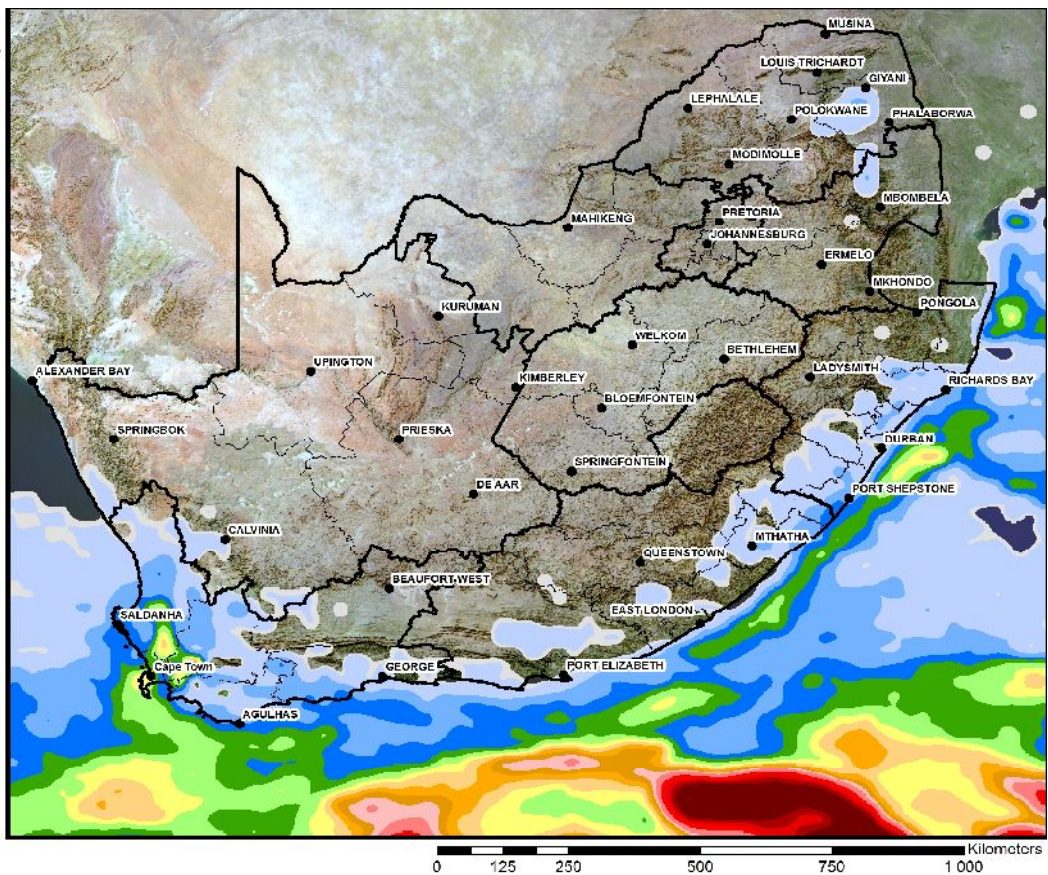 MUSINA
LOUIS TRICHARDT
GIYANI
LEPHALALE
POLOKWANE
PHALABORWA
MODIMOLLE
MBOMBELA
PRETORIA
MAHIKENG
JOHANNESBURG
ERMELO
MKHONDO
KURUMAN
PONGOLA
WELKOM
BETHLEHEM
UPINGTON
LADYSMITH
ALEXANDER BAY
KIMBERLEY
RICHARDS BAY
BLOEMFONTEIN
SPRINGBOK
PRIESKA
DURBAN
SPRINGFONTEIN
DE AAR
PORT SHEPSTONE
CALVINIA
MTHATHA
QUEENSTOWN
BEAUFORT WEST
EAST LONDON
SALDANHA
Cape Town
GEORGE
PORT ELIZABETH
AGULHAS
Kilometers
0 125 250 500 750 1 000